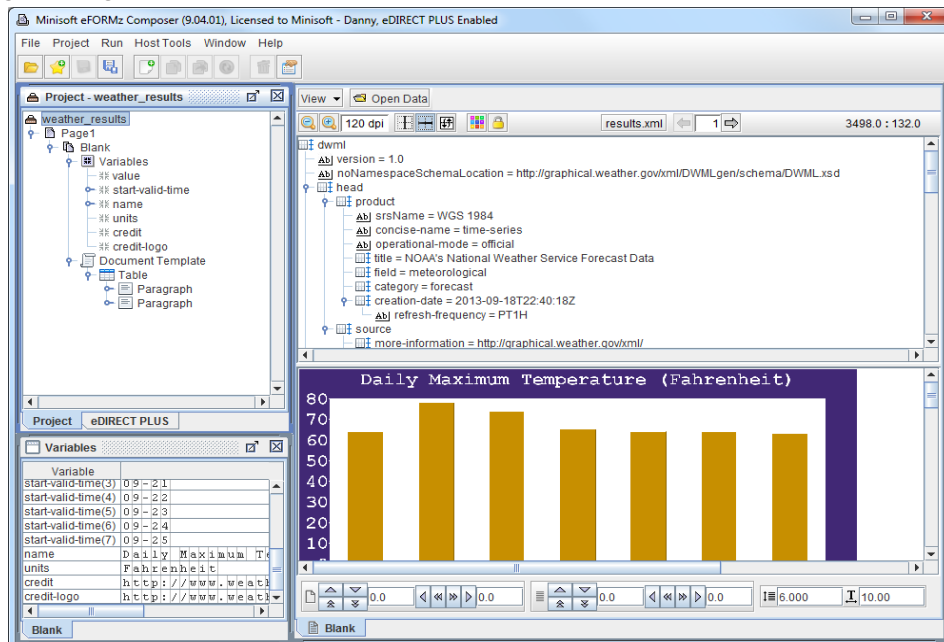 Minisoft eFORMz Composer (9.04.01), Licensed to Minisoft - Danny, eDIRECT PLUS Enabled
File Project Run Host Tools Window Help
Project - weather_results
weather_results
Page1
Blank
Variables
value
start-valid-time
name
units
credit
credit-logo
Document Template
Table
Paragraph
Paragraph
Project eDIRECT PLUS
Variables
Variable
start-valid-time(3) 09-21
start-valid-time(4) 09-22
start-valid-time(5) 09-23
start-valid-time(6) 09-24
start-valid-time(7) 09-25
name Daily Maximum Te
units Fahrenheit
credit http://www.weath
credit-logo http://www.weath
Blank
View Open Data
120 dpi results.xml 1 3498.0 : 132.0
dwml
Ab| version = 1.0
Ab| noNamespaceSchemaLocation = http://graphical.weather.gov/xml/DWMLgen/schema/DWML.xsd
head
product
Ab| srsName = WGS 1984
Ab| concise-name = time-series
Ab| operational-mode = official
title = NOAA's National Weather Service Forecast Data
field = meteorological
category = forecast
creation-date = 2013-09-18T22:40:18Z
Ab| refresh-frequency = PT1H
source
more-information = http://graphical.weather.gov/xml/
Daily Maximum Temperature (Fahrenheit)
80
70
60
50
40
30
20
10
0.0 0.0 0.0 0.0 6.000 10.00
Blank